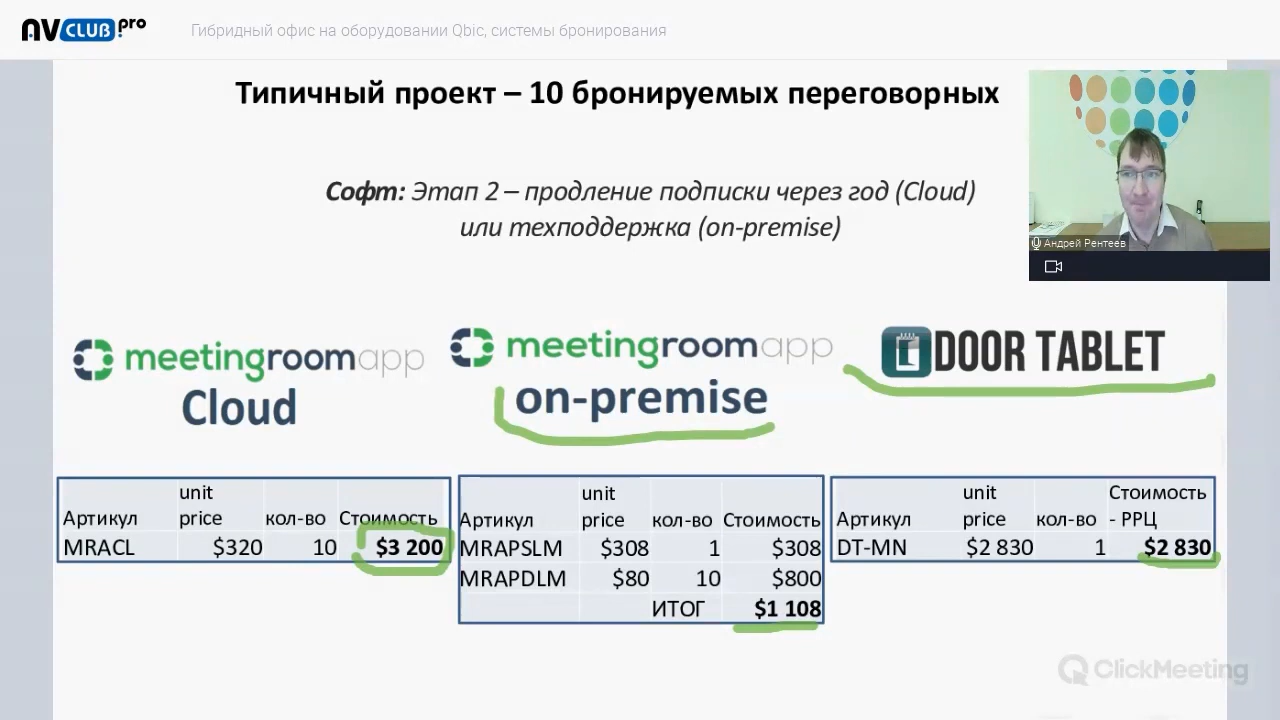 AVCLUB.pro
Гибридный офис на оборудовании Qbic, системы бронирования
Типичный проект – 10 бронируемых переговорных
Софт: Этап 2 – продление подписки через год (Cloud)
или техподдержка (on-premise)
Андрей Рентеев
meetingroomapp
Cloud
meetingroomapp
on-premise
DOOR TABLET
Артикул unit price кол-во Стоимость
MRACL $320 10 $3 200
Артикул unit price кол-во Стоимость
MRAPSLM $308 1 $308
MRAPDLM $80 10 $800
ИТОГ $1 108
Артикул unit price кол-во Стоимость - РРЦ
DT-MN $2 830 1 $2 830
ClickMeeting